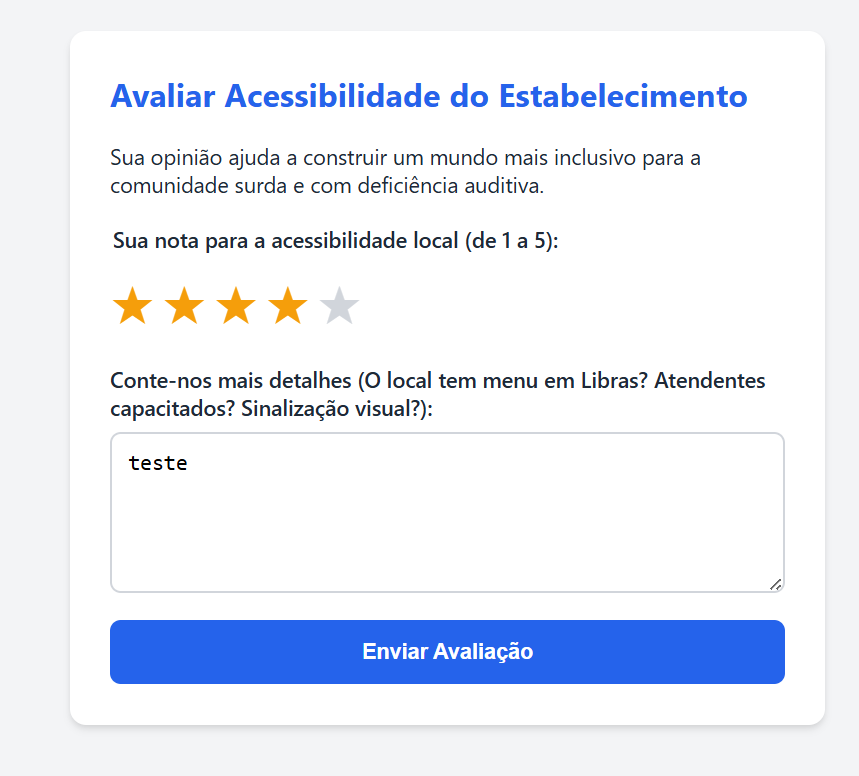 Avaliar Acessibilidade do Estabelecimento
Sua opinião ajuda a construir um mundo mais inclusivo para a
comunidade surda e com deficiência auditiva.
Sua nota para a acessibilidade local (de 1 a 5):
Conte-nos mais detalhes (O local tem menu em Libras? Atendentes
capacitados? Sinalização visual?):
teste
Enviar Avaliação